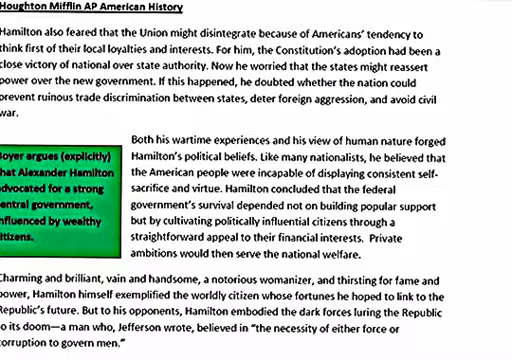 Houghton Mifflin AP American History
Hamilton also feared that the Union might disintegrate because of Americans' tendency to
think first of their local loyalties and interests. For him, the Constitution's adoption had been a
close victory of national over state authority. Now he worried that the states might reassert
power over the new government. If this happened, he doubted whether the nation could
prevent ruinous trade discrimination between states, deter foreign aggression, and avoid civil
war.
Boyer argues (explicitly)
that Alexander Hamilton
advocated for a strong
central government,
influenced by wealthy
citizens.
Both his wartime experiences and his view of human nature forged
Hamilton's political beliefs. Like many nationalists, he believed that
the American people were incapable of displaying consistent self-
sacrifice and virtue. Hamilton concluded that the federal
government's survival depended not on building popular support
but by cultivating politically influential citizens through a
straightforward appeal to their financial interests. Private
ambitions would then serve the national welfare.
Charming and brilliant, vain and handsome, a notorious womanizer, and thirsting for fame and
power, Hamilton himself exemplified the worldly citizen whose fortunes he hoped to link to the
Republic's future. But to his opponents, Hamilton embodied the dark forces luring the Republic
to its doom—a man who, Jefferson wrote, believed in "the necessity of either force or
corruption to govern men."